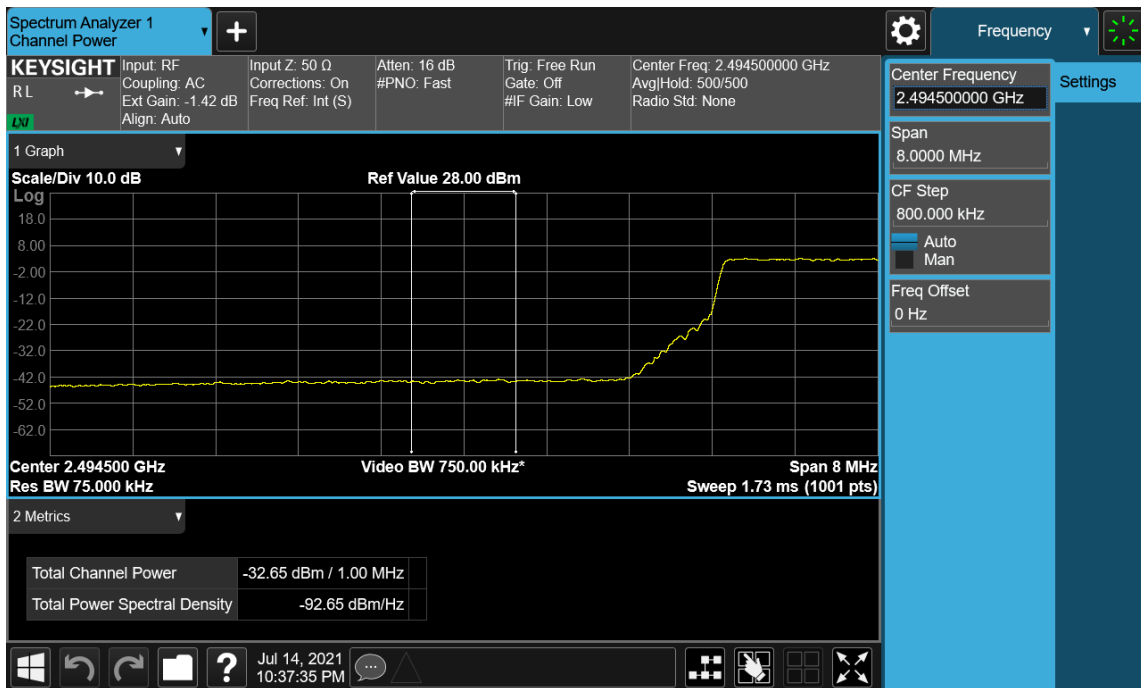 Spectrum Analyzer 1
Channel Power
+
Frequency
KEYSIGHT
R L
LXI
Input: RF
Coupling: AC
Ext Gain: -1.42 dB
Align: Auto
Input Z: 50 Ω
Corrections: On
Freq Ref: Int (S)
Atten: 16 dB
#PNO: Fast
Trig: Free Run
Gate: Off
#IF Gain: Low
Center Freq: 2.494500000 GHz
Avg|Hold: 500/500
Radio Std: None
Center Frequency
2.494500000 GHz
Settings
Span
8.0000 MHz
CF Step
800.000 kHz
Auto
Man
Freq Offset
0 Hz
1 Graph
Scale/Div 10.0 dB
Ref Value 28.00 dBm
Log
18.0
8.00
-2.00
-12.0
-22.0
-32.0
-42.0
-52.0
-62.0
Center 2.494500 GHz
Video BW 750.00 kHz*
Span 8 MHz
Res BW 75.000 kHz
Sweep 1.73 ms (1001 pts)
2 Metrics
Total Channel Power -32.65 dBm / 1.00 MHz
Total Power Spectral Density -92.65 dBm/Hz
?
Jul 14, 2021
10:37:35 PM